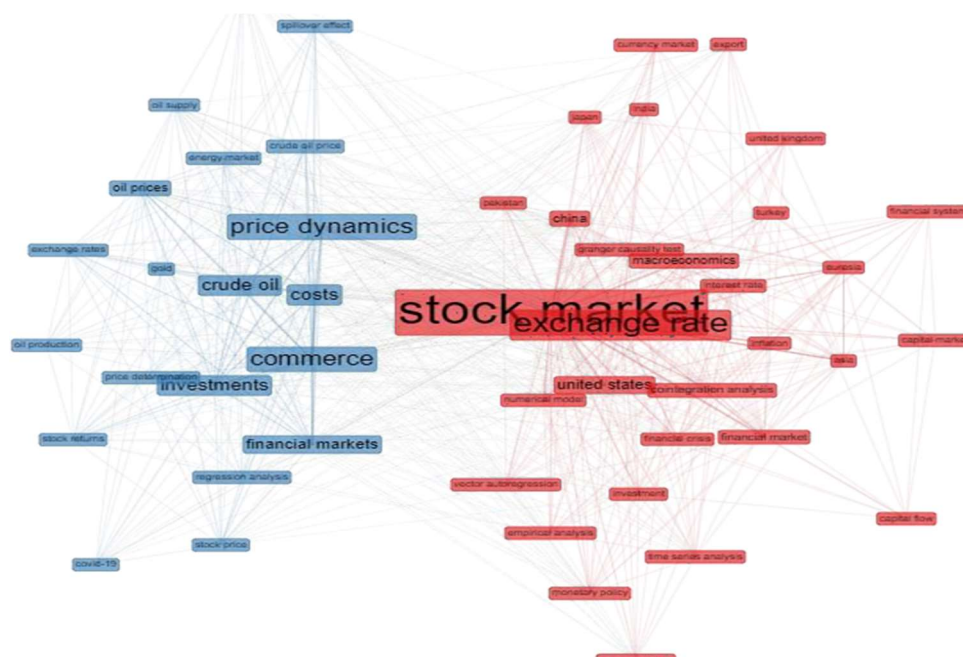 spillover effect
currency market
export
oil supply
india
japan
united kingdom
crude oil price
energy market
oil prices
pakistan
china
turkey
financial system
price dynamics
exchange rates
granger causality test
macroeconomics
gold
eurasia
crude oil
costs
interest rate
stock market
exchange rate
oil production
inflation
capital market
commerce
asia
price determination
investments
united states
cointegration analysis
numerical model
stock returns
financial markets
financial crisis
financial market
regression analysis
vector autoregression
investment
capital flow
empirical analysis
stock price
time series analysis
covid-19
monetary policy